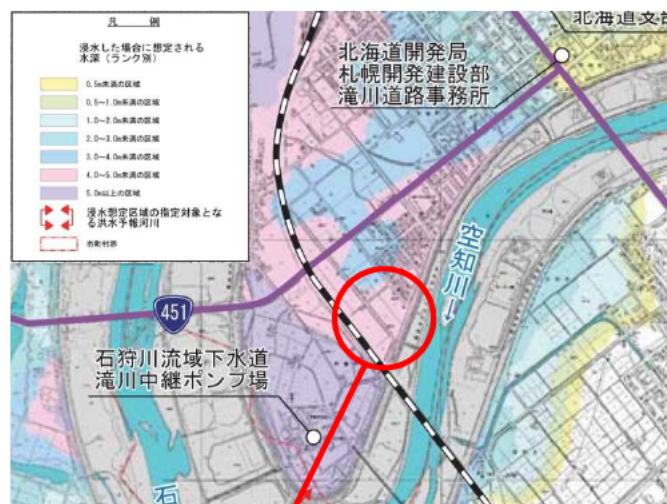 凡　例
浸水した場合に想定される
水深（ランク別）
0.5m未満の区域
0.5～1.0m未満の区域
1.0～2.0m未満の区域
2.0～3.0m未満の区域
3.0～4.0m未満の区域
4.0～5.0m未満の区域
5.0m以上の区域
浸水想定区域の指定対象とな
る洪水予報河川
市町村界
北海道支部
北海道開発局
札幌開発建設部
滝川道路事務所
空知川→
451
石狩川流域下水道
滝川中継ポンプ場
石